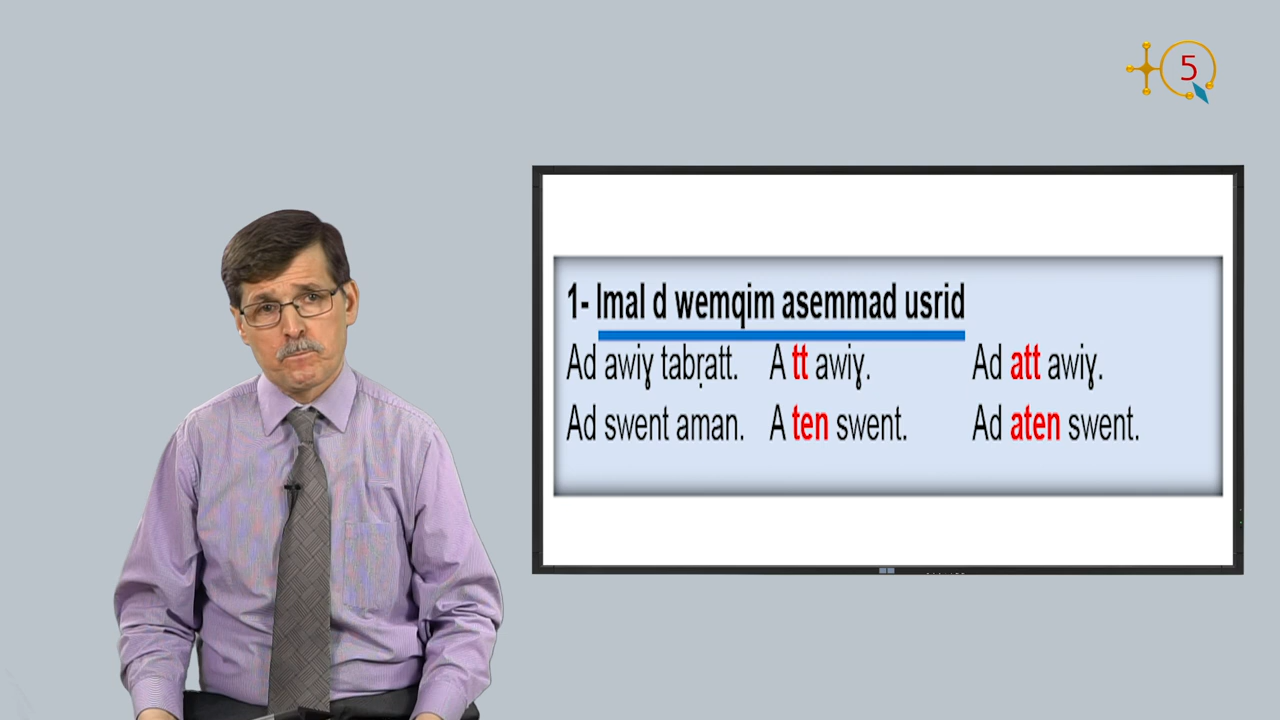 5
1- Imal d wemqim asemmad usrid
Ad awiɣ tabṛatt. A tt awiɣ. Ad att awiɣ.
Ad swent aman. A ten swent. Ad aten swent.